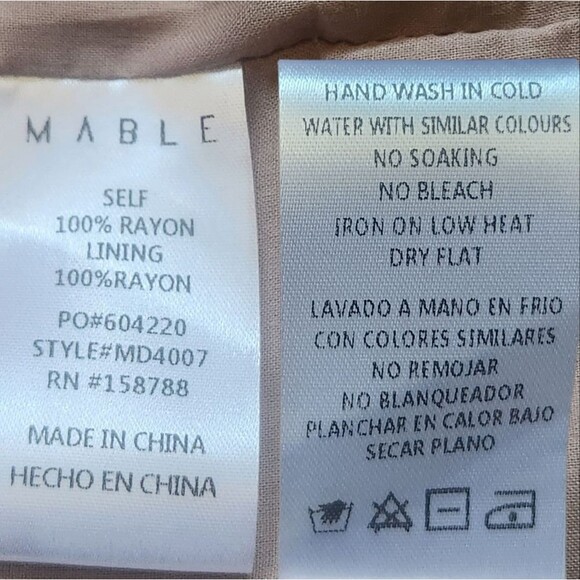 MABLE
SELF
100% RAYON
LINING
100%RAYON
PO#604220
STYLE#MD4007
RN #158788
MADE IN CHINA
HECHO EN CHINA
HAND WASH IN COLD
WATER WITH SIMILAR COLOURS
NO SOAKING
NO BLEACH
IRON ON LOW HEAT
DRY FLAT
LAVADO A MANO EN FRIO
CON COLORES SIMILARES
NO REMOJAR
NO BLANQUEADOR
PLANCHAR EN CALOR BAJO
SECAR PLANO